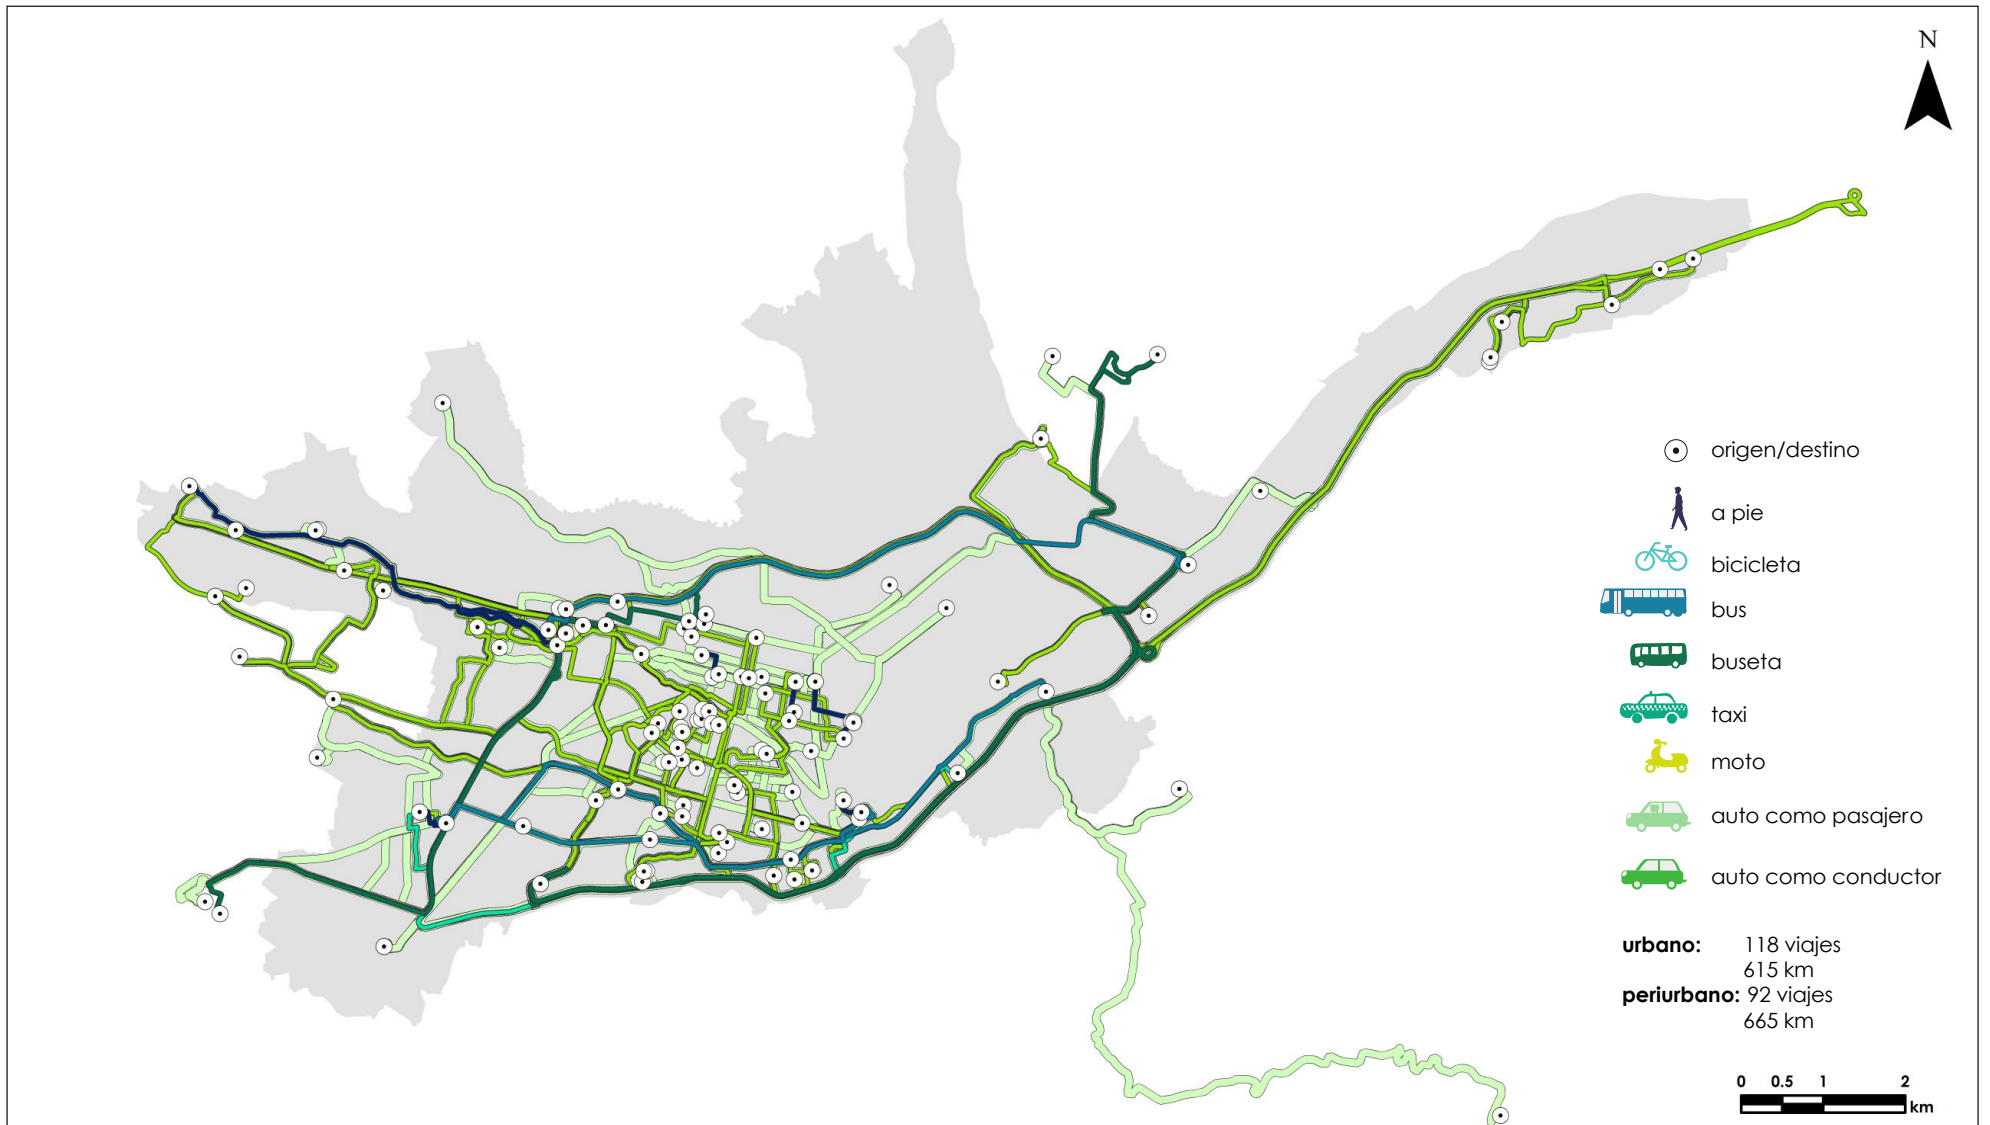 N
origen/destino
a pie
bicicleta
bus
buseta
taxi
moto
auto como pasajero
auto como conductor
urbano: 118 viajes
615 km
periurbano: 92 viajes
665 km
0 0.5 1 2
km